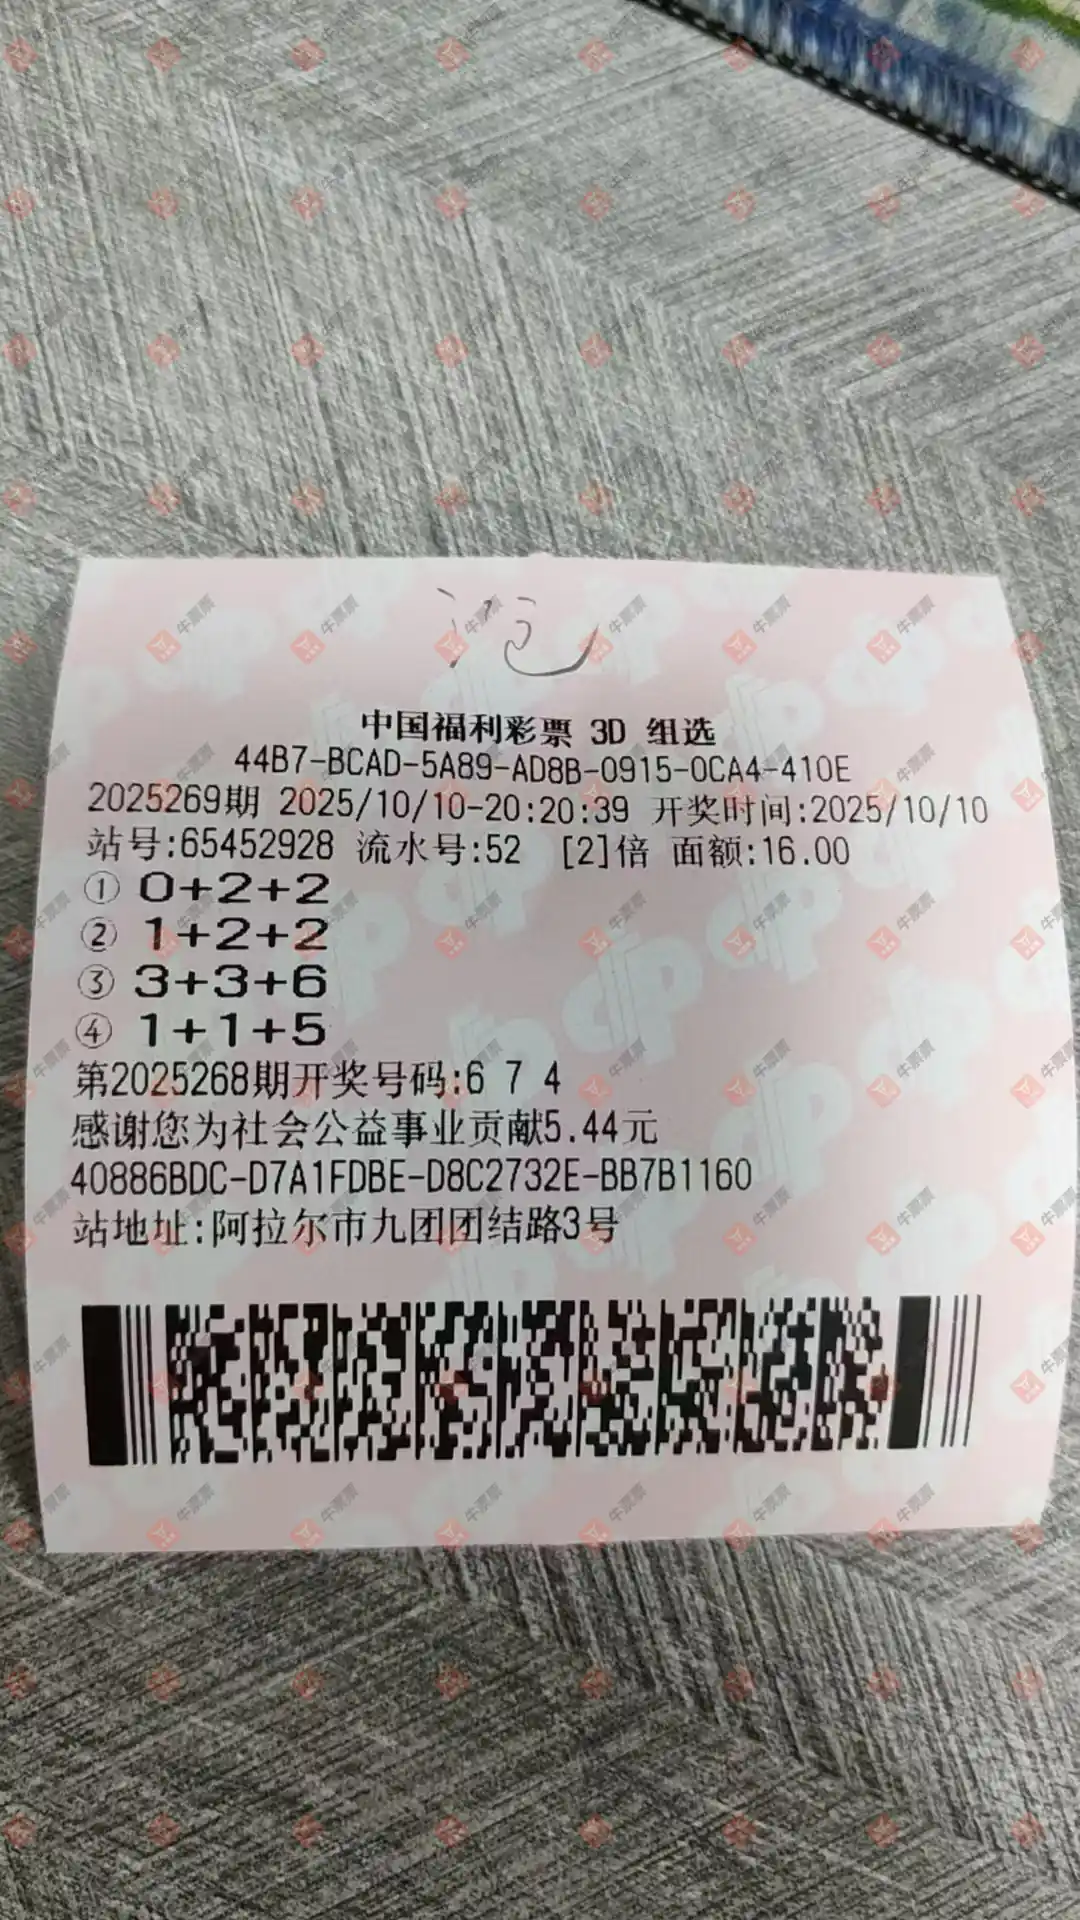 中国福利彩票 3D 组选
44B7-BCAD-5A89-AD8B-0915-0CA4-410E
2025269期 2025/10/10-20:20:39 开奖时间:2025/10/10
站号:65452928 流水号:52 [2]倍 面额:16.00
① 0+2+2
② 1+2+2
③ 3+3+6
④ 1+1+5
第2025268期开奖号码:6 7 4
感谢您为社会公益事业贡献5.44元
40886BDC-D7A1FDBE-D8C2732E-BB7B1160
站地址:阿拉尔市九团团结路3号
牛票票